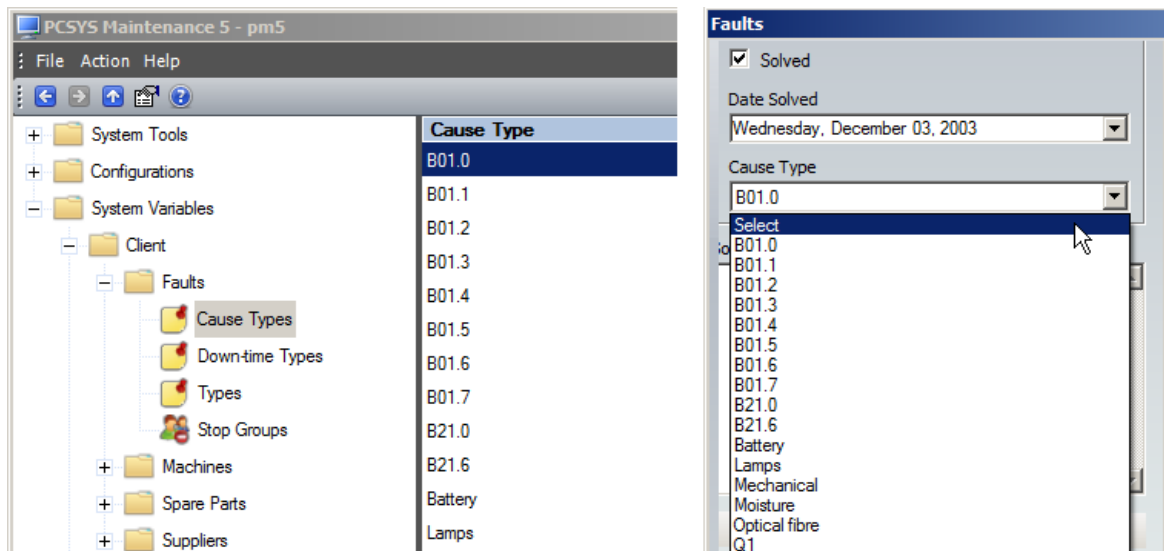 PCSYS Maintenance 5 - pm5
File Action Help
System Tools
Configurations
System Variables
Client
Faults
Cause Types
Down-time Types
Types
Stop Groups
Machines
Spare Parts
Suppliers
Cause Type
B01.0
B01.1
B01.2
B01.3
B01.4
B01.5
B01.6
B01.7
B21.0
B21.6
Battery
Lamps
Faults
Solved
Date Solved
Wednesday, December 03, 2003
Cause Type
B01.0
Select
B01.0
B01.1
B01.2
B01.3
B01.4
B01.5
B01.6
B01.7
B21.0
B21.6
Battery
Lamps
Mechanical
Moisture
Optical fibre
Q1